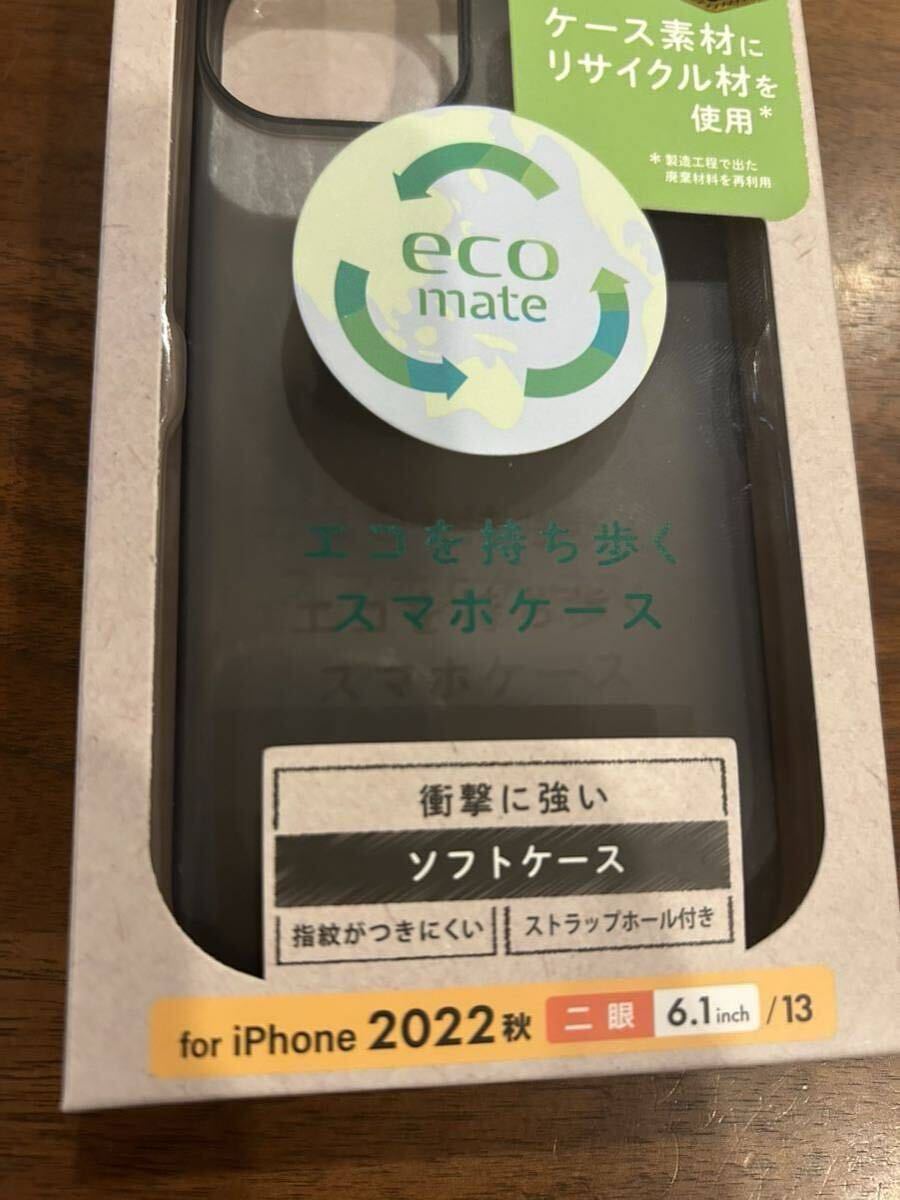 ケース素材に
リサイクル材を
使用*
*製造工程で出た
廃棄材料を再利用
eco
mate
エコを持ち歩く
スマホケース
衝撃に強い
ソフトケース
指紋がつきにくい
ストラップホール付き
for iPhone 2022秋 二眼 6.1inch /13